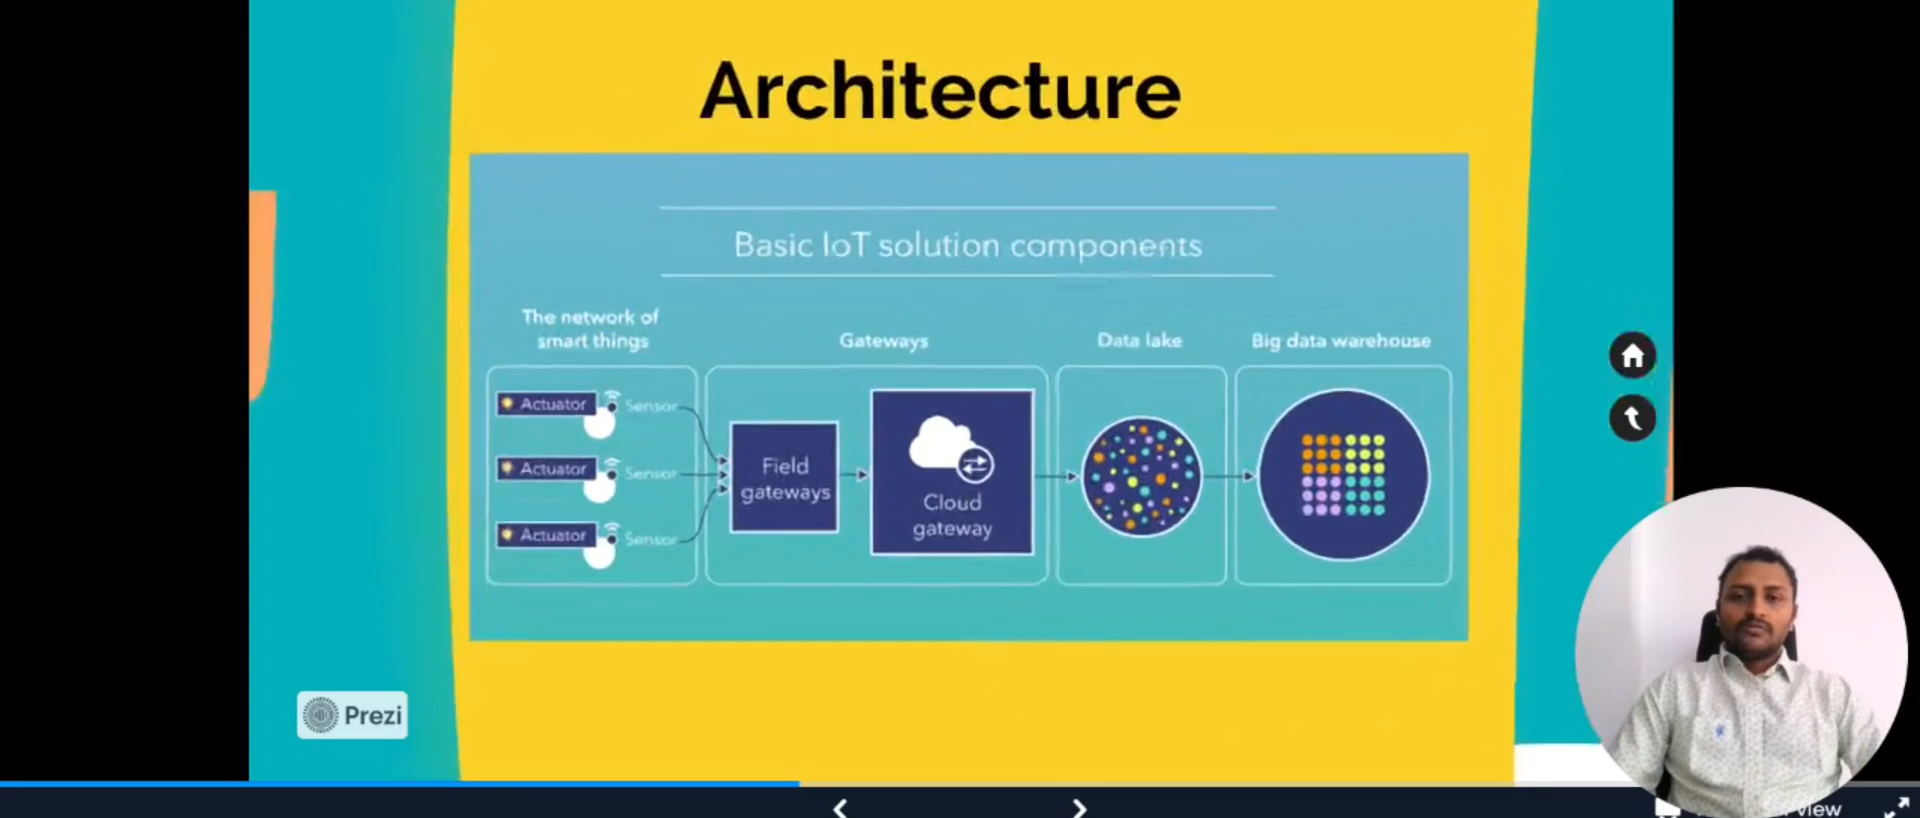 Architecture
Basic IoT solution components
The network of
smart things
Gateways
Data lake
Big data warehouse
Actuator
Sensor
Actuator
Sensor
Actuator
Sensor
Field
gateways
Cloud
gateway
Prezi
view